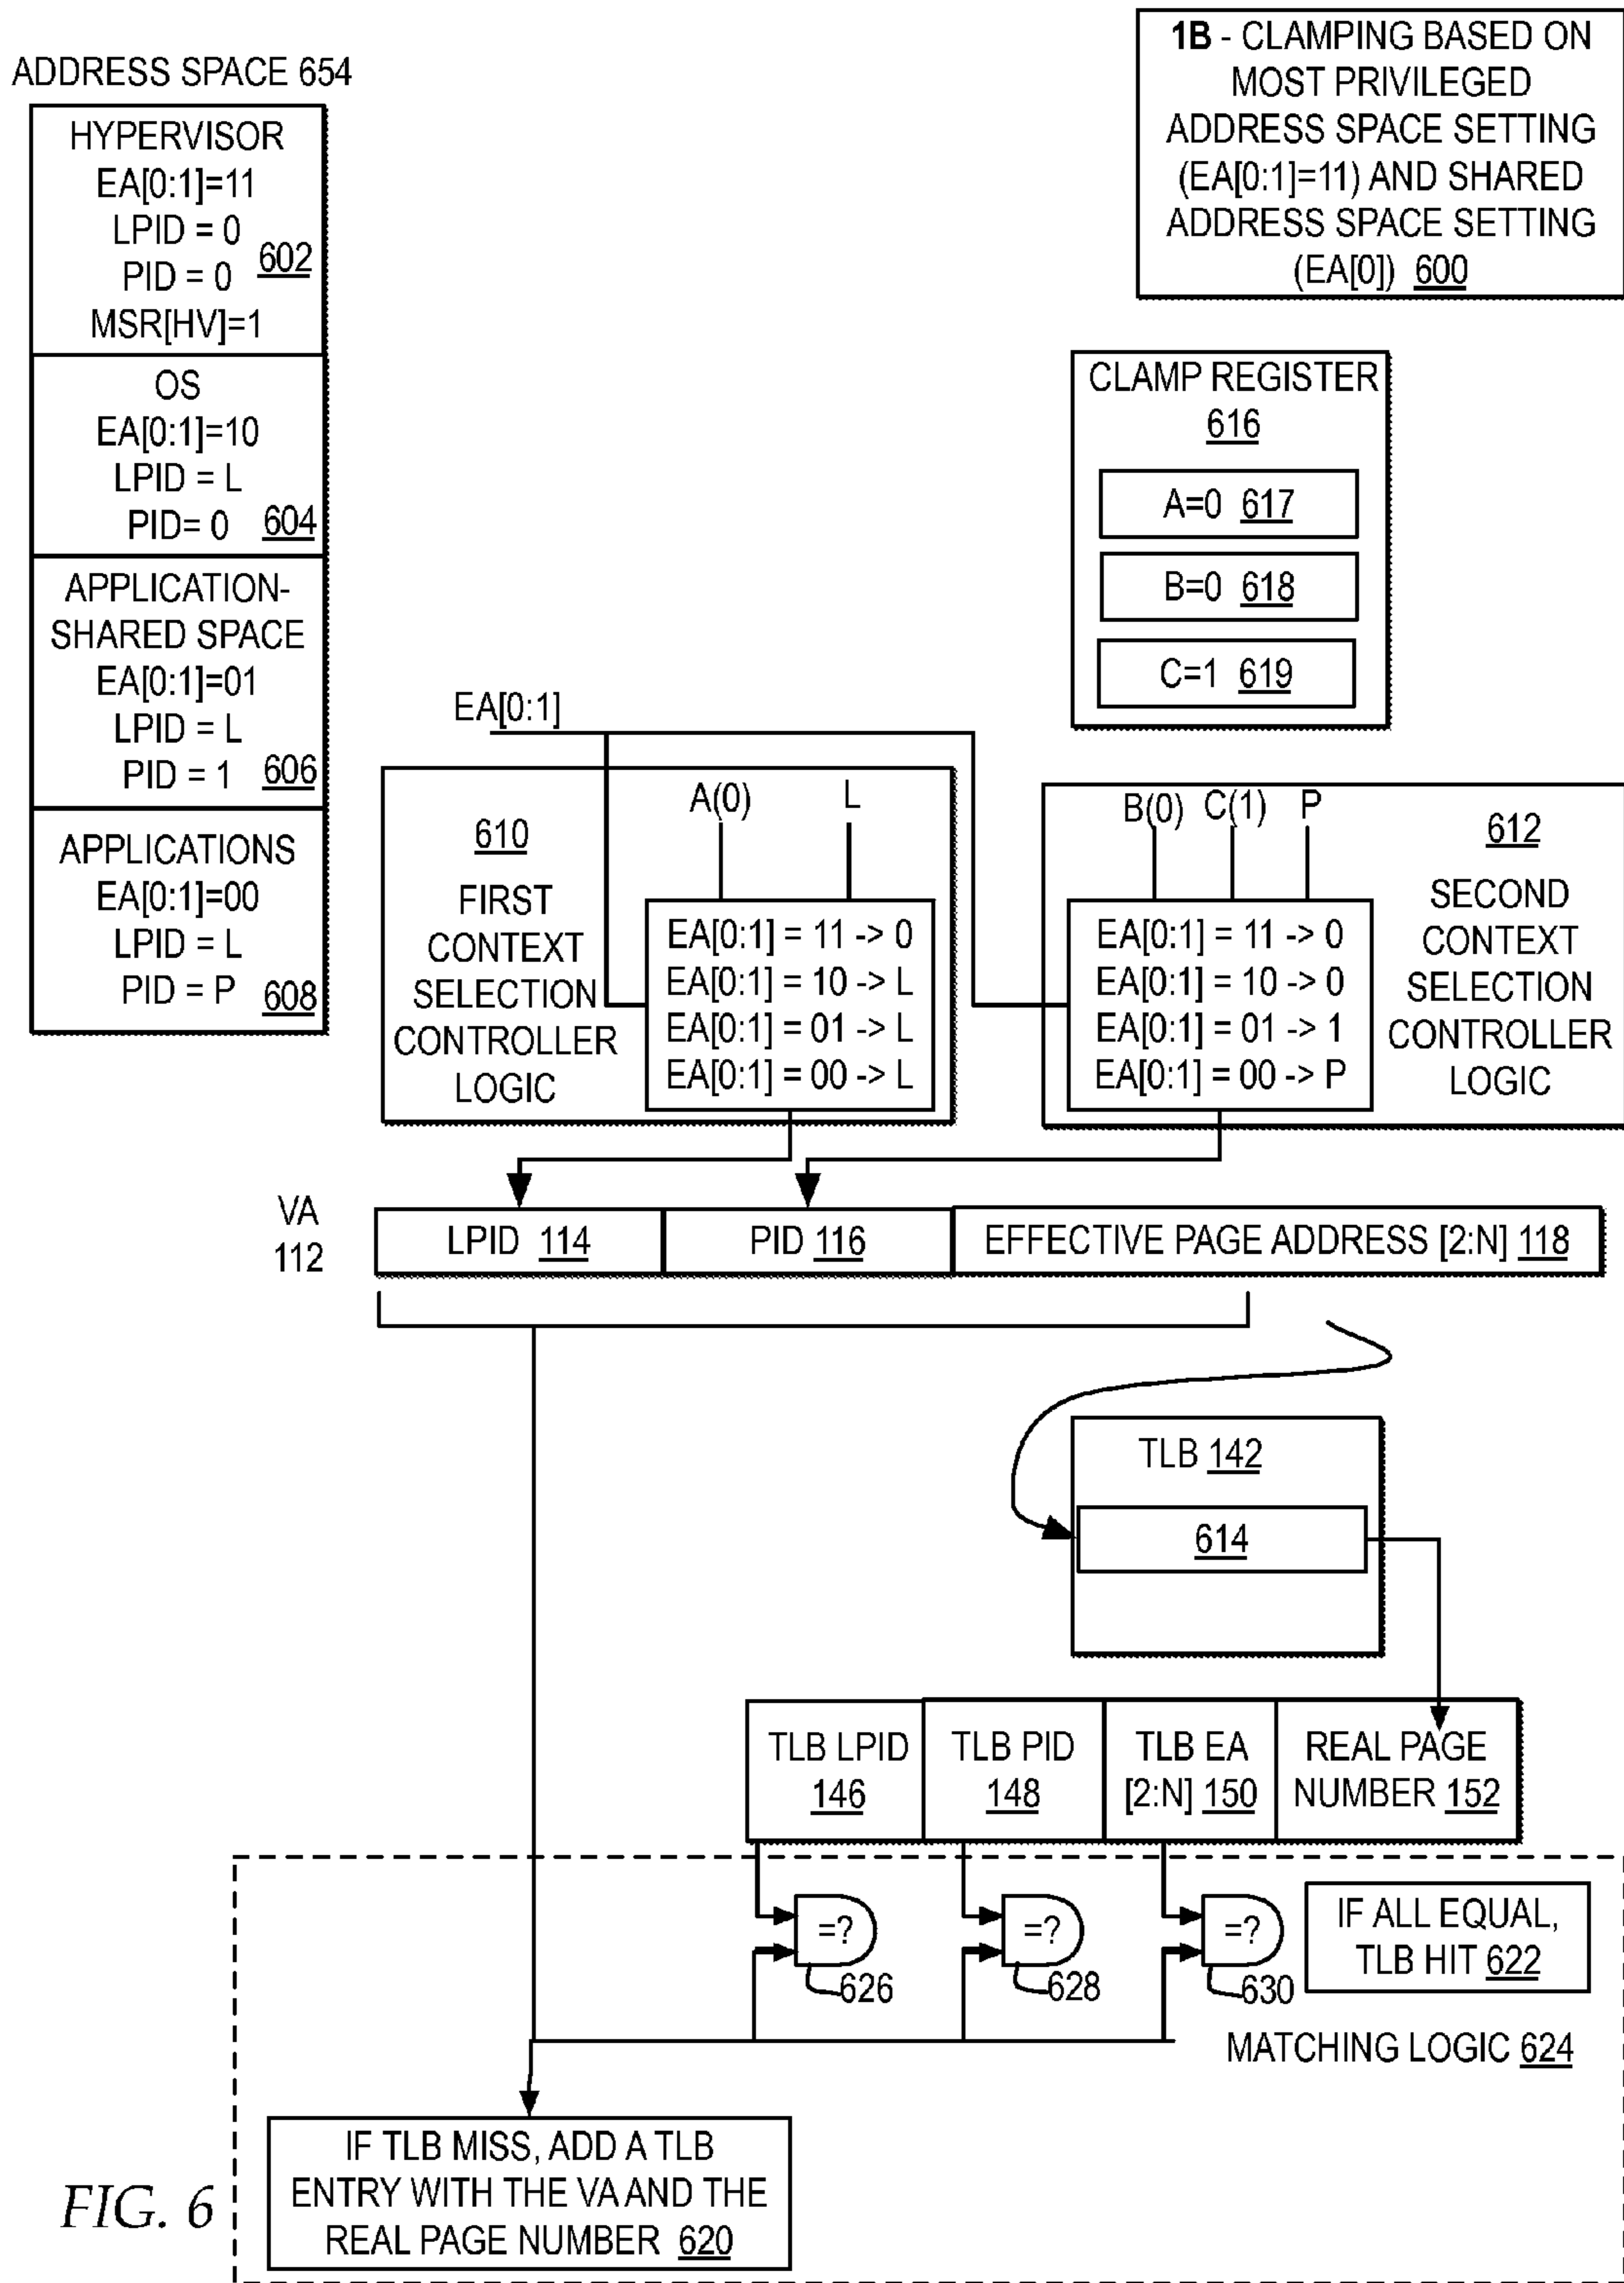 1B - CLAMPING BASED ON
MOST PRIVILEGED
ADDRESS SPACE SETTING
(EA[0:1]=11) AND SHARED
ADDRESS SPACE SETTING
(EA[0]) 600
ADDRESS SPACE 654
HYPERVISOR
EA[0:1]=11
LPID = 0
PID = 0 602
MSR[HV]=1
OS
EA[0:1]=10
LPID = L
PID= 0 604
APPLICATION-
SHARED SPACE
EA[0:1]=01
LPID = L
PID = 1 606
APPLICATIONS
EA[0:1]=00
LPID = L
PID = P 608
CLAMP REGISTER
616
A=0 617
B=0 618
C=1 619
EA[0:1]
A(0) L
610
FIRST
CONTEXT
SELECTION
CONTROLLER
LOGIC
EA[0:1] = 11 -> 0
EA[0:1] = 10 -> L
EA[0:1] = 01 -> L
EA[0:1] = 00 -> L
B(0) C(1) P
612
SECOND
CONTEXT
SELECTION
CONTROLLER
LOGIC
EA[0:1] = 11 -> 0
EA[0:1] = 10 -> 0
EA[0:1] = 01 -> 1
EA[0:1] = 00 -> P
VA
112
LPID 114
PID 116
EFFECTIVE PAGE ADDRESS [2:N] 118
TLB 142
614
TLB LPID
146
TLB PID
148
TLB EA
[2:N] 150
REAL PAGE
NUMBER 152
=?
626
=?
628
=?
630
IF ALL EQUAL,
TLB HIT 622
MATCHING LOGIC 624
IF TLB MISS, ADD A TLB
ENTRY WITH THE VA AND THE
REAL PAGE NUMBER 620
FIG. 6